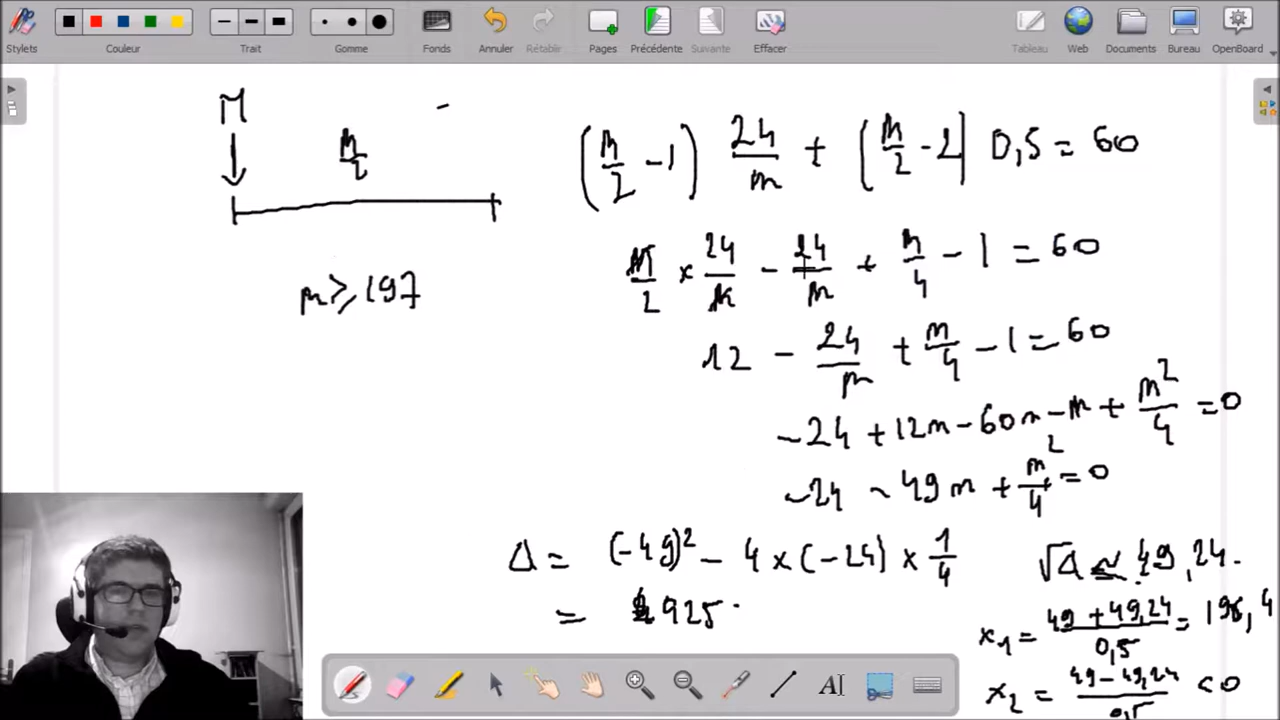 Stylets Couleur Trait Gomme Fonds Annuler Rétablir Pages Précédente Suivante Effacer Tableau Web Documents Bureau OpenBoard
M
n/2
n ≥ 197
(n/2 - 1) 24/n + (n/2 - 2) 0,5 = 60
n/2 × 24/n - 24/n + n/4 - 1 = 60
12 - 24/n + n/4 - 1 = 60
-24 + 12n - 60n - n + n²/4 = 0
-24 - 49n + n²/4 = 0
Δ = (-49)² - 4 × (-24) × 1/4
= 2925
√Δ ≈ 49,24.
x₁ = 49 + 49,24 / 0,5 = 196,4
x₂ = 49 - 49,24 / 0,5 < 0
AI